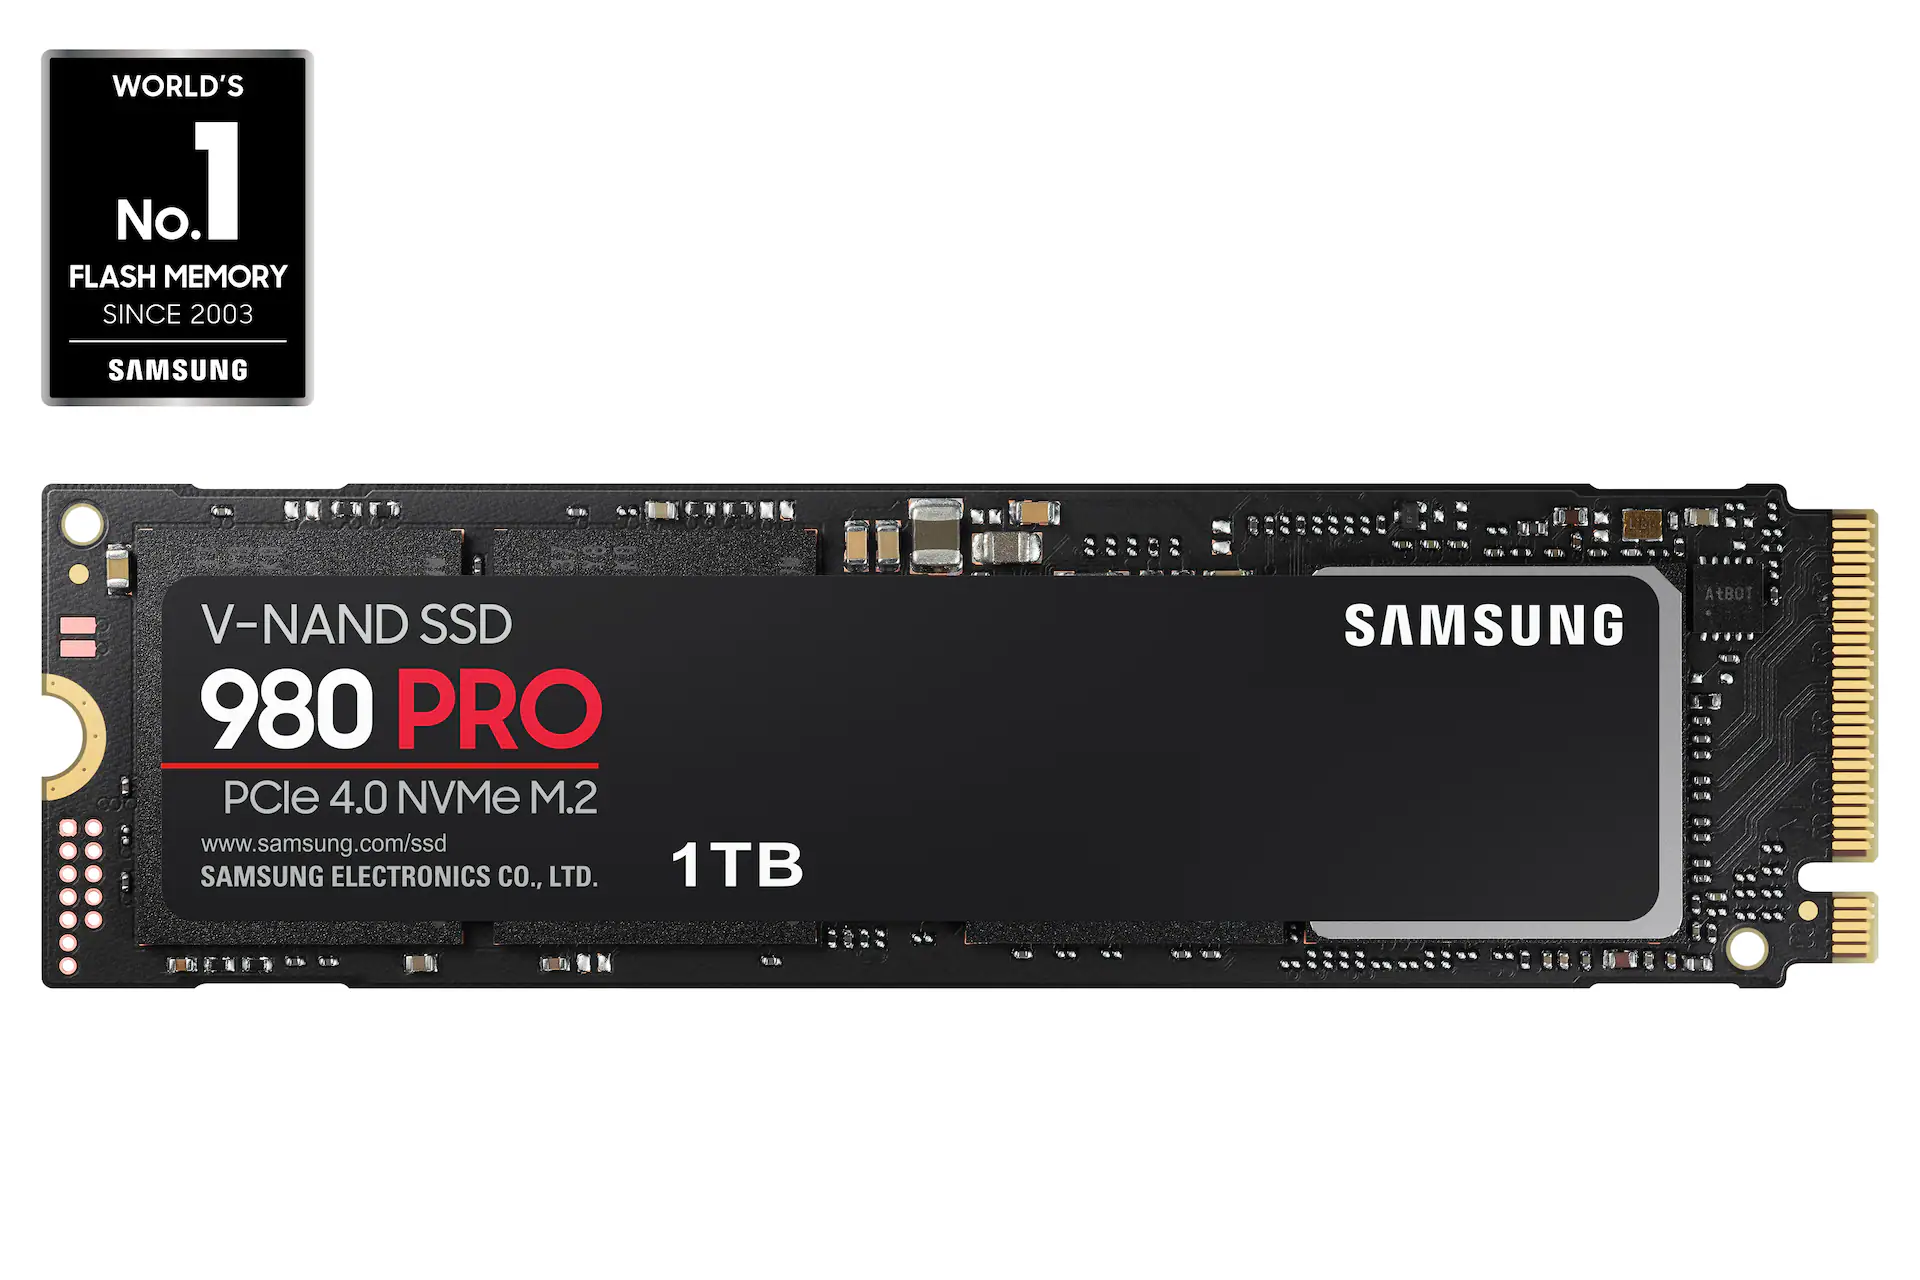 WORLD'S
No.1
FLASH MEMORY
SINCE 2003
SAMSUNG
V-NAND SSD
980 PRO
PCIe 4.0 NVMe M.2
www.samsung.com/ssd
SAMSUNG ELECTRONICS CO., LTD.
1TB
SAMSUNG